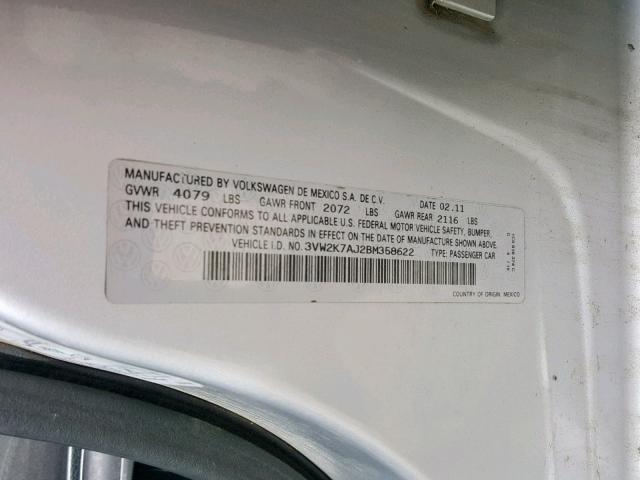 MANUFACTURED BY VOLKSWAGEN DE MEXICO S.A. DE C.V. DATE 02.11
GVWR 4079 LBS GAWR FRONT 2072 LBS GAWR REAR 2116 LBS
THIS VEHICLE CONFORMS TO ALL APPLICABLE U.S. FEDERAL MOTOR VEHICLE SAFETY, BUMPER,
AND THEFT PREVENTION STANDARDS IN EFFECT ON THE DATE OF MANUFACTURE SHOWN ABOVE.
VEHICLE I.D. NO. 3VW2K7AJ2BM358622 TYPE: PASSENGER CAR
COUNTRY OF ORIGIN: MEXICO